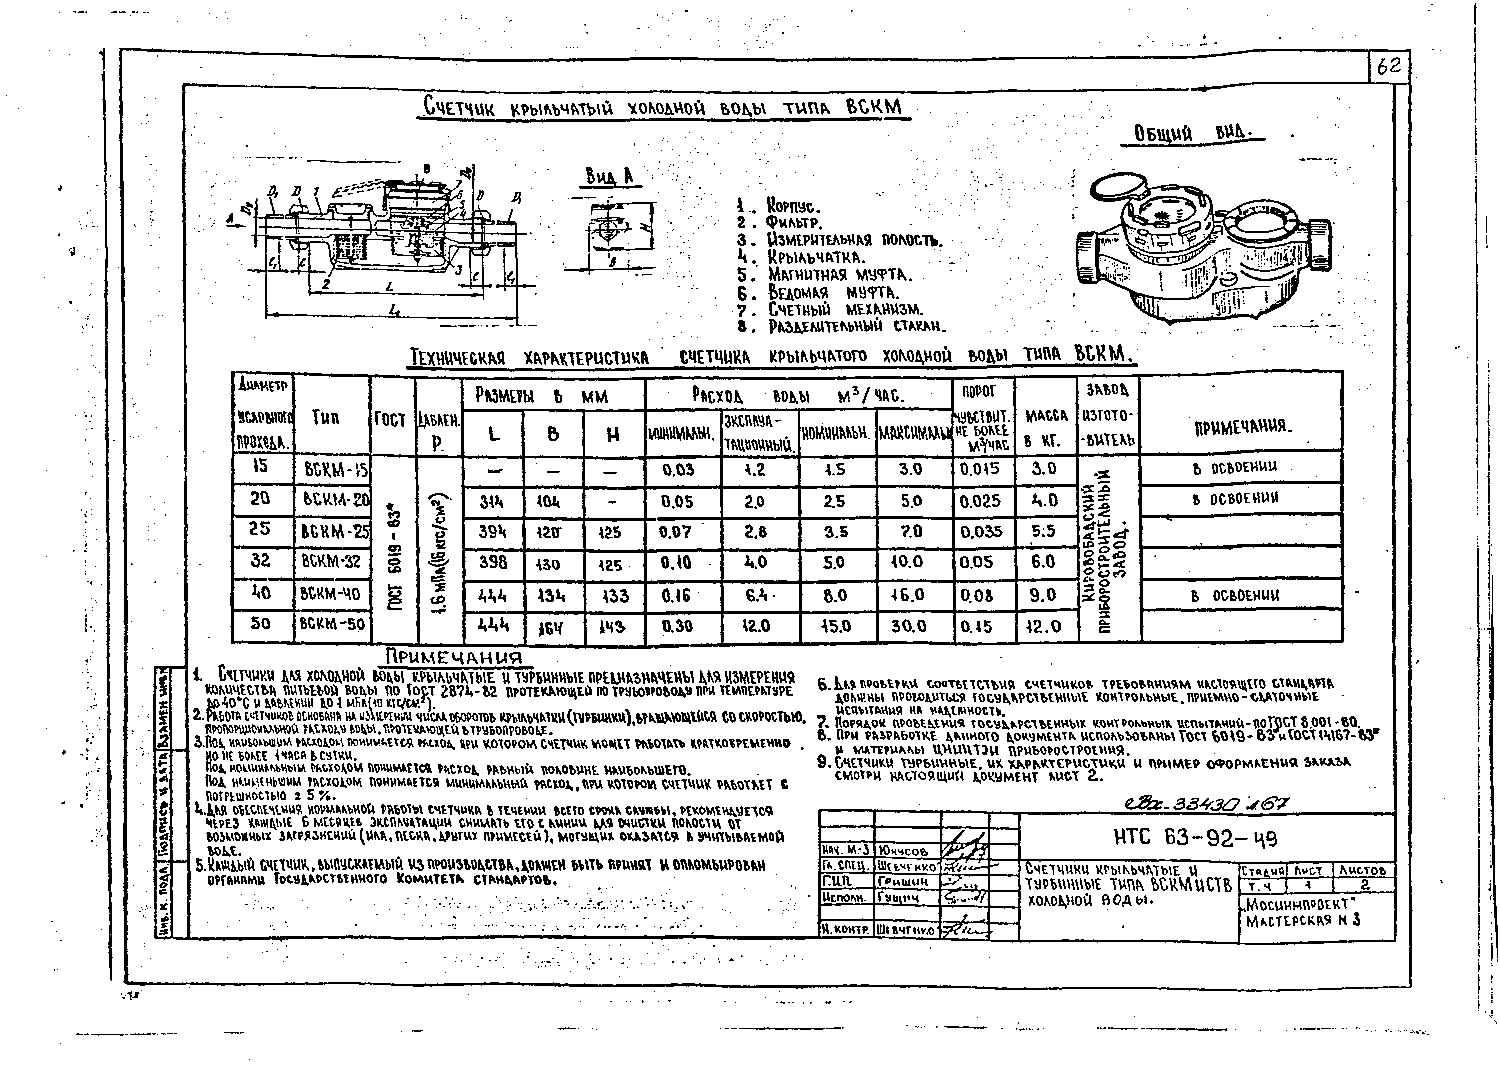 62
Счетчик крыльчатый холодной воды типа ВСКМ
Общий вид.
Вид А
1. Корпус.
2. Фильтр.
3. Измерительная полость.
4. Крыльчатка.
5. Магнитная муфта.
6. Ведомая муфта.
7. Счетный механизм.
8. Разделительный стакан.
Техническая характеристика счетчика крыльчатого холодной воды типа ВСКМ.
Диаметр условного прохода. Тип ГОСТ Давлен. Р Размеры в мм Расход воды м³/час. Порог чувствит. не более м³/час Масса в кг. Завод изготовитель Примечания.
L B H минимальн. эксплуатационный. номинальн. максимальн
15 ВСКМ-15 — — — 0.03 1.2 1.5 3.0 0.015 3.0 в освоении
20 ВСКМ-20 314 104 — 0.05 2.0 2.5 5.0 0.025 4.0 в освоении
25 ВСКМ-25 394 120 125 0.07 2.8 3.5 7.0 0.035 5.5
32 ВСКМ-32 398 130 125 0.10 4.0 5.0 10.0 0.05 6.0
40 ВСКМ-40 444 134 133 0.16 6.4 8.0 16.0 0.08 9.0 в освоении
50 ВСКМ-50 444 164 143 0.30 12.0 15.0 30.0 0.15 12.0
ГОСТ 6019-83*
1.6 МПа (16 кгс/см²)
Кировобадский приборостроительный завод.
Примечания
1. Счетчики для холодной воды крыльчатые и турбинные предназначены для измерения
количества питьевой воды по ГОСТ 2874-82 протекающей по трубопроводу при температуре
до 40°С и давлении до 1 МПа (10 кгс/см²).
2. Работа счетчиков основана на измерении числа оборотов крыльчатки (турбинки), вращающейся со скоростью,
пропорциональной расходу воды, протекающей в трубопроводе.
3. Под наибольшим расходом понимается расход при котором счетчик может работать кратковременно
но не более 1 часа в сутки.
Под номинальным расходом понимается расход равный половине наибольшего.
Под наименьшим расходом понимается минимальный расход, при котором счетчик работает с
погрешностью ± 5%.
4. Для обеспечения нормальной работы счетчика в течении всего срока службы, рекомендуется
через каждые 6 месяцев эксплуатации снимать его с линии для очистки полости от
возможных загрязнений (ила, песка, других примесей), могущих оказатся в учитываемой
воде.
5. Каждый счетчик, выпускаемый из производства, должен быть принят и опломбирован
органами Государственного Комитета стандартов.
6. Для проверки соответствия счетчиков требованиям настоящего стандарта
должны проводиться государственные контрольные, приемно-сдаточные
испытания на надежность.
7. Порядок проведения государственных контрольных испытаний - по ГОСТ 8.001-80.
8. При разработке данного документа использованы ГОСТ 6019-83* и ГОСТ 14167-83*
и материалы ЦНИИТЭИ приборостроения.
9. Счетчики турбинные, их характеристики и пример оформления заказа
смотри настоящий документ лист 2.
33430 167
НТС 63-92-49
Нач. М-3 Юнусов
Гл. спец. Шевченко
ГИП Гришин
Исполн. Гущич
Н. контр. Шевченко
Счетчики крыльчатые и
турбинные типа ВСКМ и СТВ
холодной воды.
Стадия Лист Листов
Т.Ч 1 2
„Мосинжпроект"
Мастерская N 3
Инв. N. подл. Подпись и дата Взамен инв. N